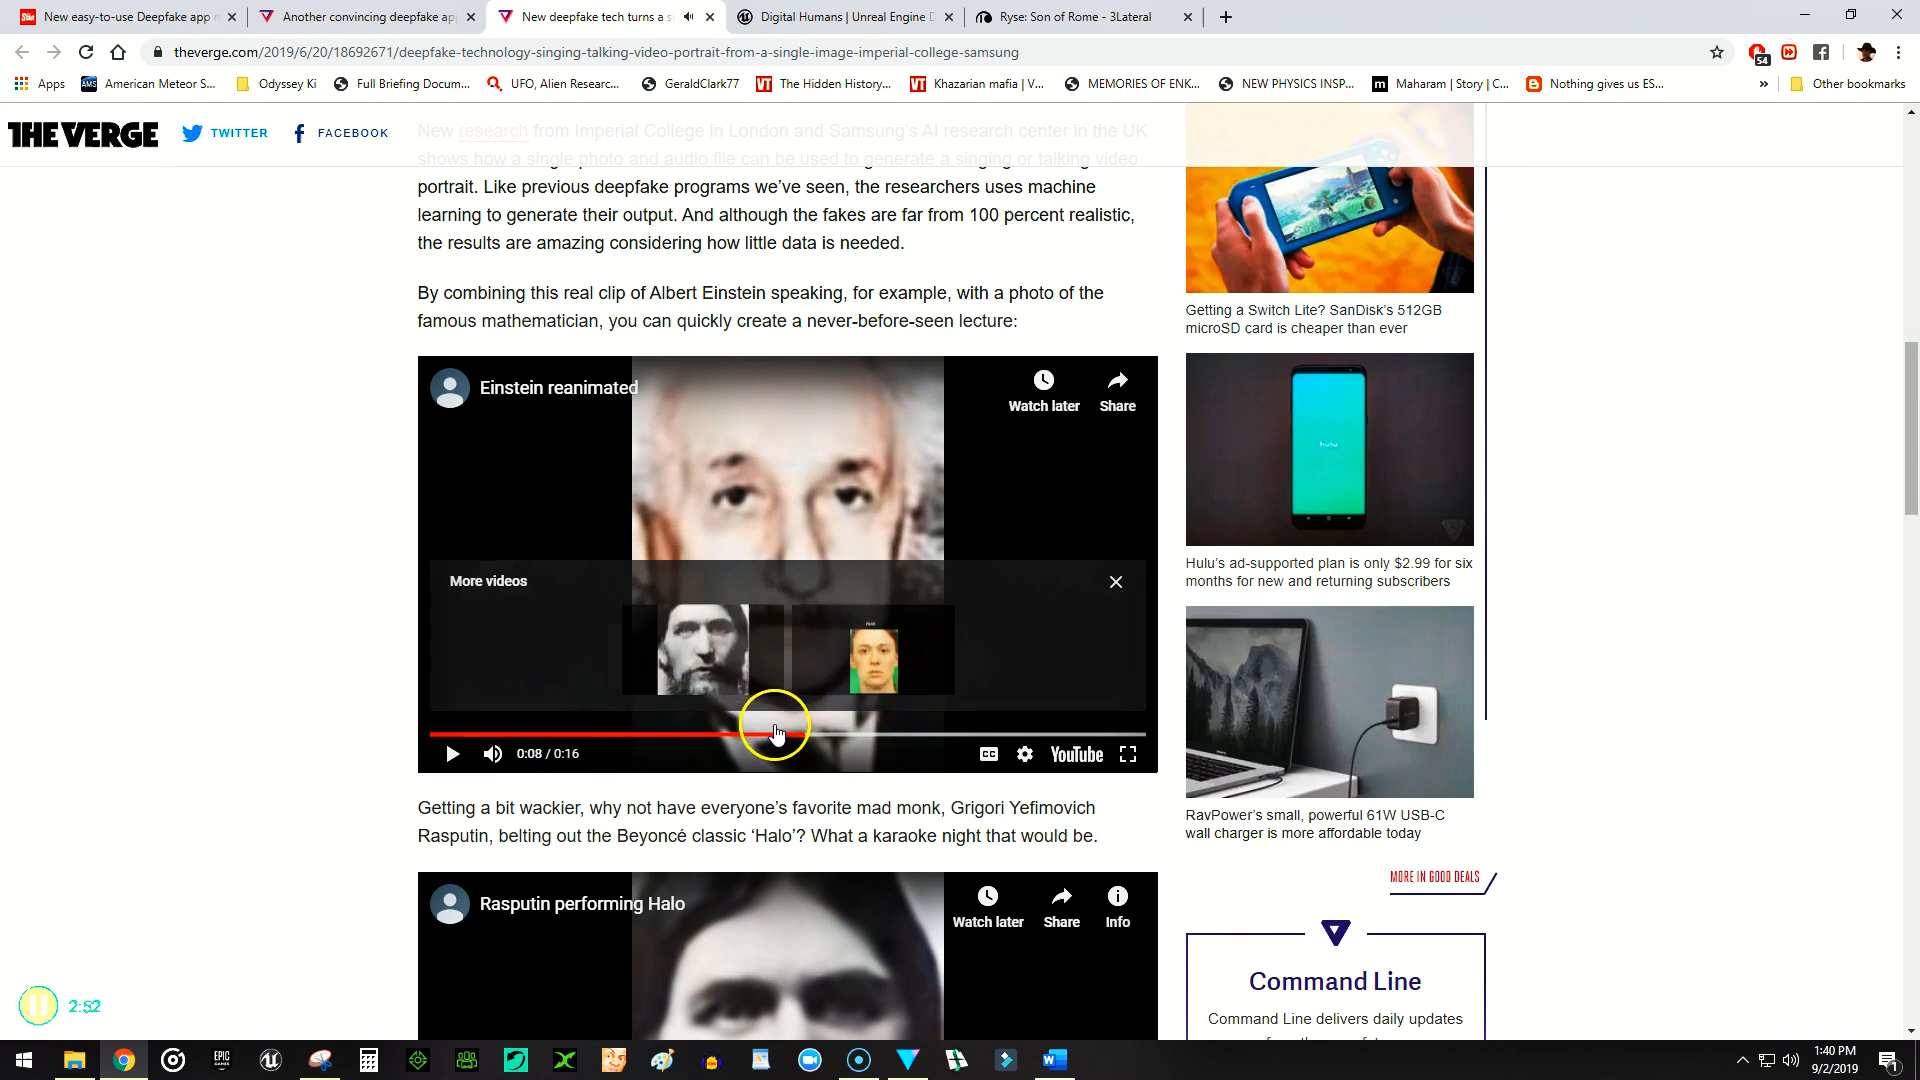 New easy-to-use Deepfake app
Another convincing deepfake ap
New deepfake tech turns a s
Digital Humans | Unreal Engine
Ryse: Son of Rome - 3Lateral
theverge.com/2019/6/20/18692671/deepfake-technology-singing-talking-video-portrait-from-a-single-image-imperial-college-samsung
54
Apps
AMS
American Meteor S...
Odyssey Ki
Full Briefing Docum...
UFO, Alien Researc...
GeraldClark77
VT
The Hidden History...
VT
Khazarian mafia | V...
MEMORIES OF ENK...
NEW PHYSICS INSP...
m
Maharam | Story | C...
Nothing gives us ES...
»
Other bookmarks
THE VERGE
TWITTER
FACEBOOK
New research from Imperial College in London and Samsung's AI research center in the UK
shows how a single photo and audio file can be used to generate a singing or talking video
portrait. Like previous deepfake programs we've seen, the researchers uses machine
learning to generate their output. And although the fakes are far from 100 percent realistic,
the results are amazing considering how little data is needed.
By combining this real clip of Albert Einstein speaking, for example, with a photo of the
famous mathematician, you can quickly create a never-before-seen lecture:
Einstein reanimated
Watch later
Share
More videos
0:08 / 0:16
CC
YouTube
Getting a bit wackier, why not have everyone's favorite mad monk, Grigori Yefimovich
Rasputin, belting out the Beyoncé classic 'Halo'? What a karaoke night that would be.
Rasputin performing Halo
Watch later
Share
Info
Getting a Switch Lite? SanDisk's 512GB
microSD card is cheaper than ever
hulu
Hulu's ad-supported plan is only $2.99 for six
months for new and returning subscribers
RavPower's small, powerful 61W USB-C
wall charger is more affordable today
MORE IN GOOD DEALS
Command Line
Command Line delivers daily updates
2:52
EPIC
GAMES
1:40 PM
9/2/2019
1